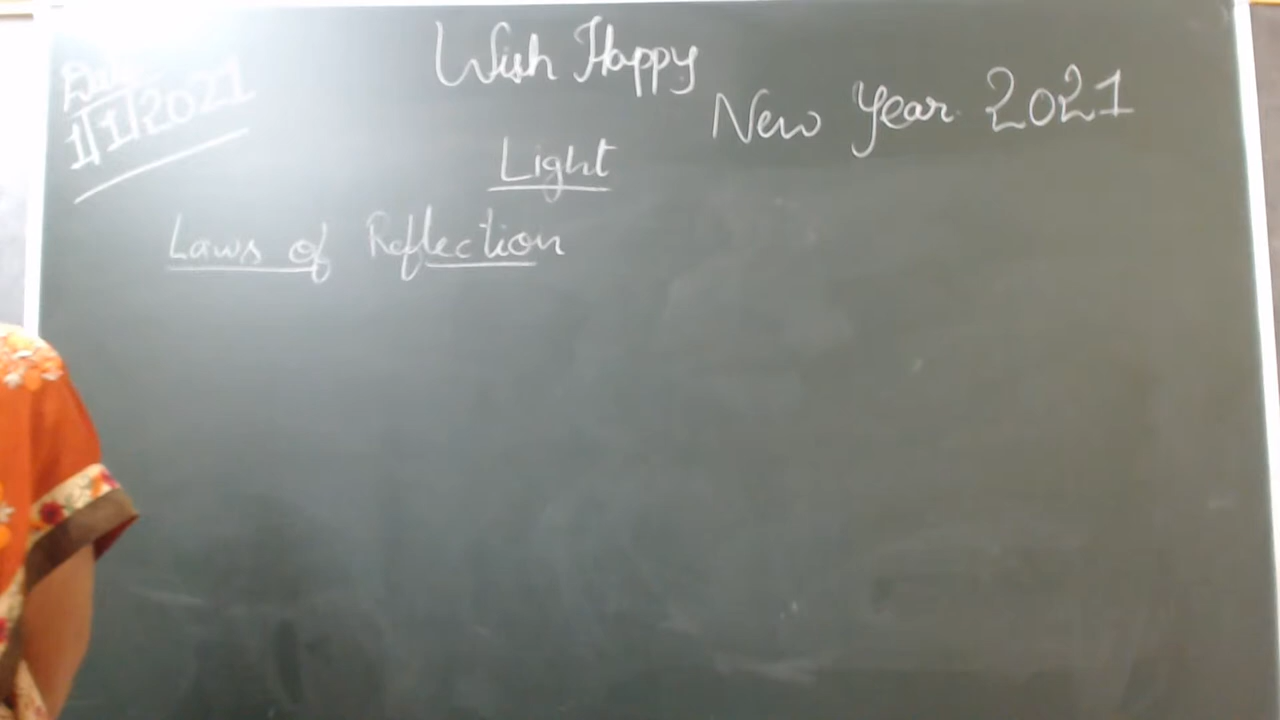 Date
1/1/2021
Wish Happy
New Year 2021
Light
Laws of Reflection